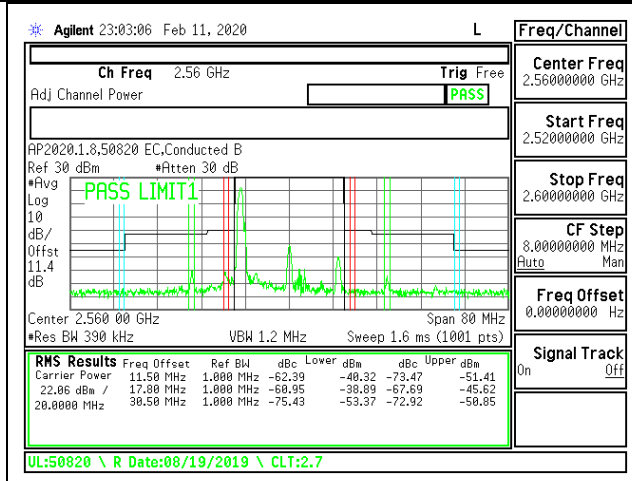 Agilent 23:03:06 Feb 11, 2020 L Freq/Channel
Ch Freq 2.56 GHz Trig Free
Adj Channel Power PASS
Center Freq
2.56000000 GHz
Start Freq
2.52000000 GHz
Stop Freq
2.60000000 GHz
CF Step
8.00000000 MHz
Auto Man
Freq Offset
0.00000000 Hz
Signal Track
On Off
AP2020.1.8,50820 EC,Conducted B
Ref 30 dBm #Atten 30 dB
#Avg
Log
10
dB/
Offst
11.4
dB
PASS LIMIT1
Center 2.560 00 GHz Span 80 MHz
#Res BW 390 kHz VBW 1.2 MHz Sweep 1.6 ms (1001 pts)
RMS Results Freq Offset Ref BW dBc Lower dBm dBc Upper dBm
Carrier Power 11.50 MHz 1.000 MHz -62.39 -40.32 -73.47 -51.41
22.06 dBm / 17.80 MHz 1.000 MHz -60.95 -38.89 -67.69 -45.62
20.0000 MHz 30.50 MHz 1.000 MHz -75.43 -53.37 -72.92 -50.85
UL:50820 \ R Date:08/19/2019 \ CLT:2.7